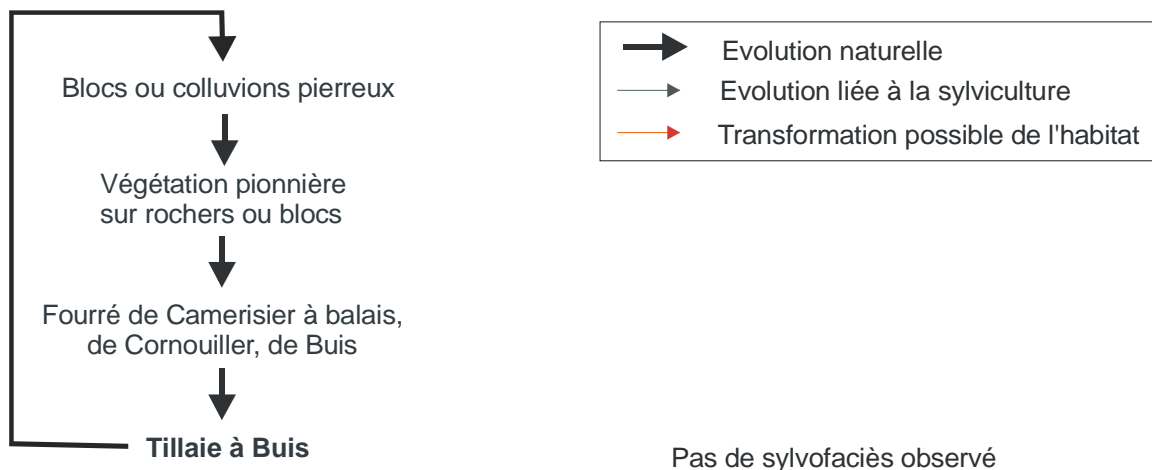 Blocs ou colluvions pierreux
Végétation pionnière
sur rochers ou blocs
Fourré de Camerisier à balais,
de Cornouiller, de Buis
Tillaie à Buis
Evolution naturelle
Evolution liée à la sylviculture
Transformation possible de l'habitat
Pas de sylvofaciès observé